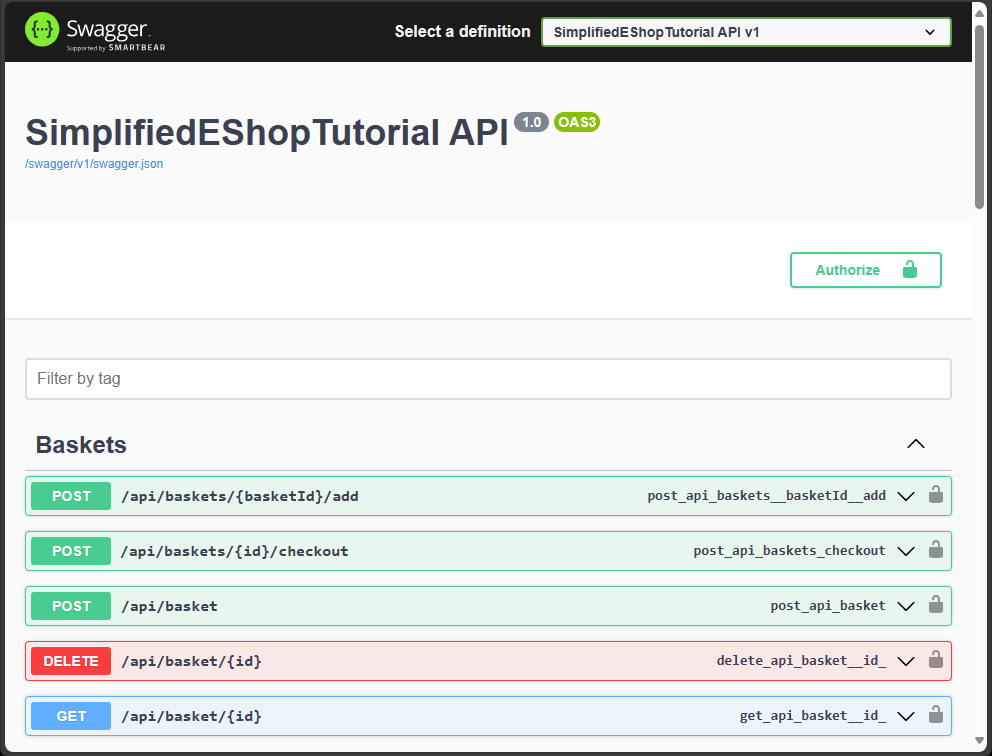 {··} Swagger.
Supported by SMARTBEAR
Select a definition
SimplifiedEShopTutorial API v1
SimplifiedEShopTutorial API 1.0 OAS3
/swagger/v1/swagger.json
Authorize
Filter by tag
Baskets
POST /api/baskets/{basketId}/add post_api_baskets__basketId__add
POST /api/baskets/{id}/checkout post_api_baskets_checkout
POST /api/basket post_api_basket
DELETE /api/basket/{id} delete_api_basket__id_
GET /api/basket/{id} get_api_basket__id_